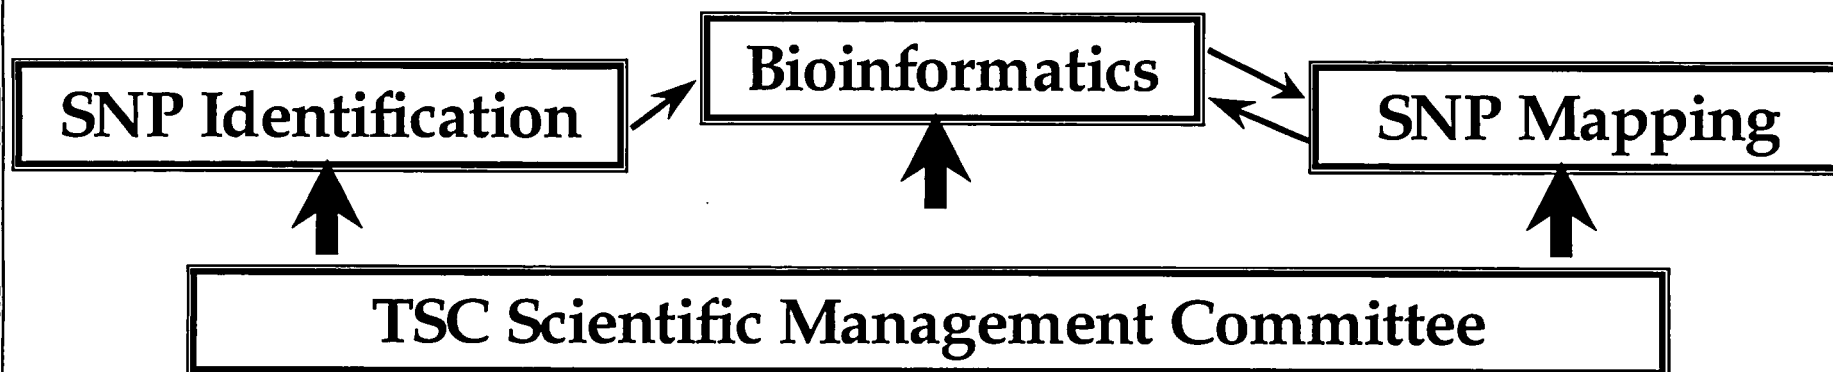 Bioinformatics
SNP Identification
SNP Mapping
TSC Scientific Management Committee